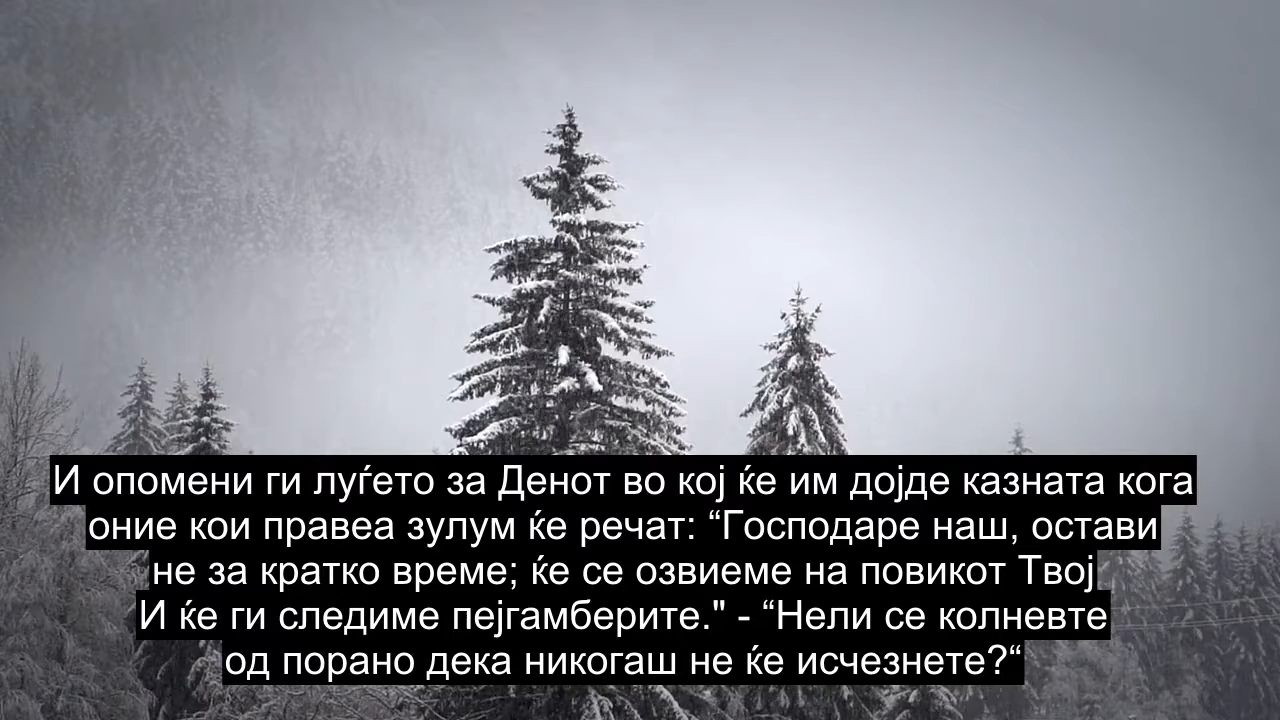 И опомени ги луѓето за Денот во кој ќе им дојде казната кога
оние кои правеа зулум ќе речат: “Господаре наш, остави
не за кратко време; ќе се озвиеме на повикот Твој
И ќе ги следиме пејгамберите." - “Нели се колневте
од порано дека никогаш не ќе исчезнете?“